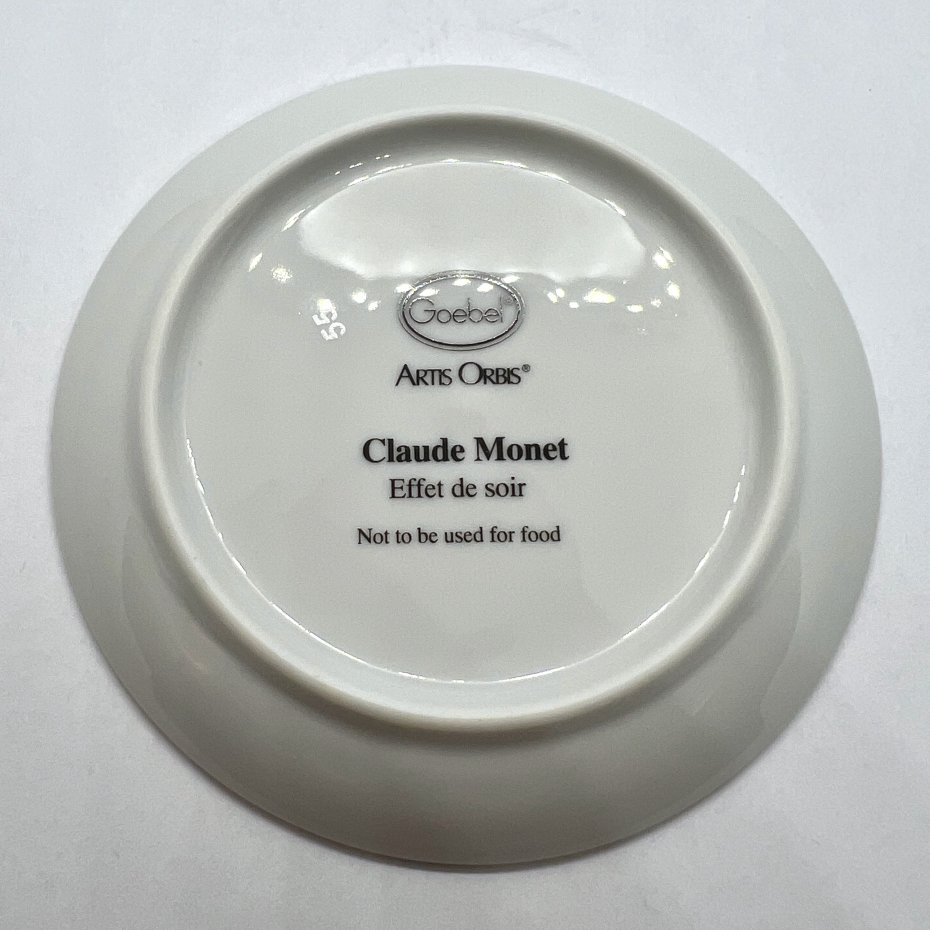 Goebel
ARTIS ORBIS®
Claude Monet
Effet de soir
Not to be used for food
55